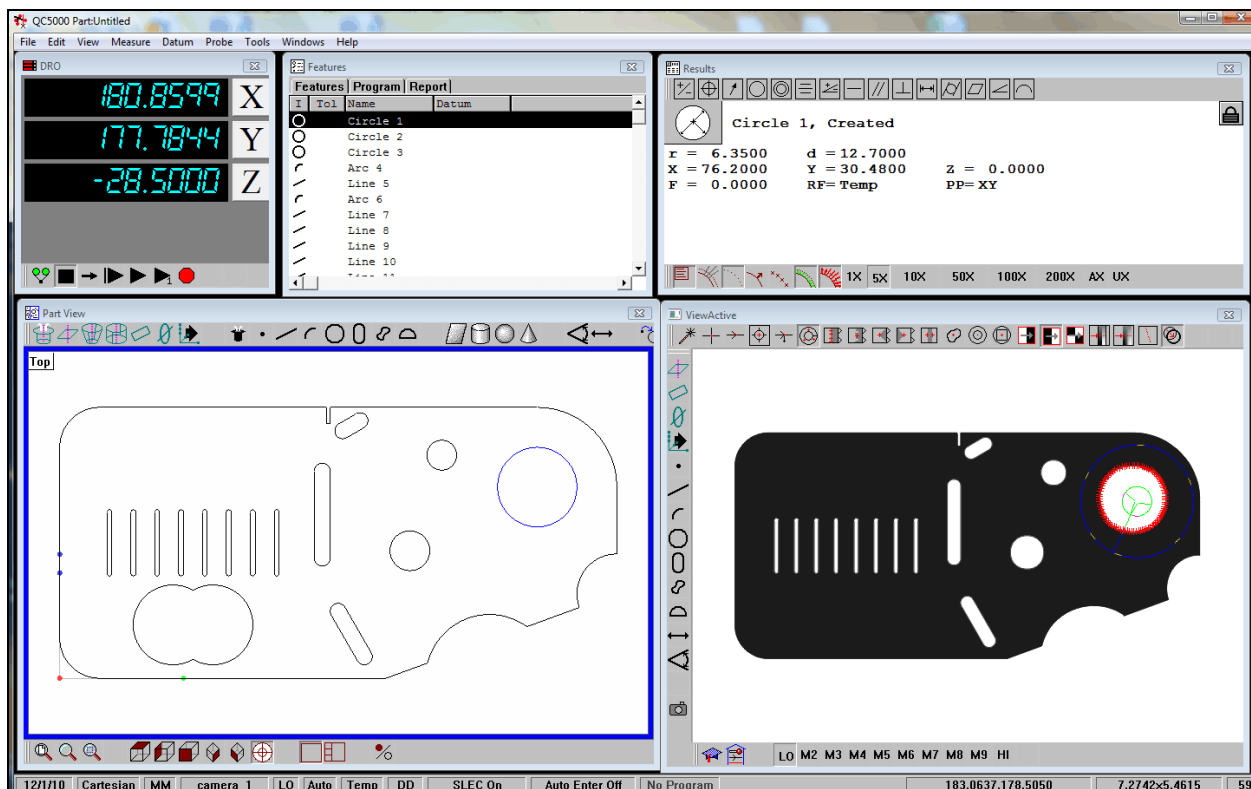 QC5000 Part:Untitled
File Edit View Measure Datum Probe Tools Windows Help
DRO
180.8599 X
177.7844 Y
-28.5000 Z
1
Features
Features Program Report
I Tol Name Datum
Circle 1
Circle 2
Circle 3
Arc 4
Line 5
Arc 6
Line 7
Line 8
Line 9
Line 10
Results
Circle 1, Created
r = 6.3500 d =12.7000
X =76.2000 Y =30.4800 Z = 0.0000
F = 0.0000 RF= Temp PP= XY
1X 5X 10X 50X 100X 200X AX UX
Part View
Top
ViewActive
LO M2 M3 M4 M5 M6 M7 M8 M9 HI
12/1/10 Cartesian MM camera 1 LO Auto Temp DD SLEC On Auto Enter Off No Program 183.0637,178.5050 7.2742x5.4615 59